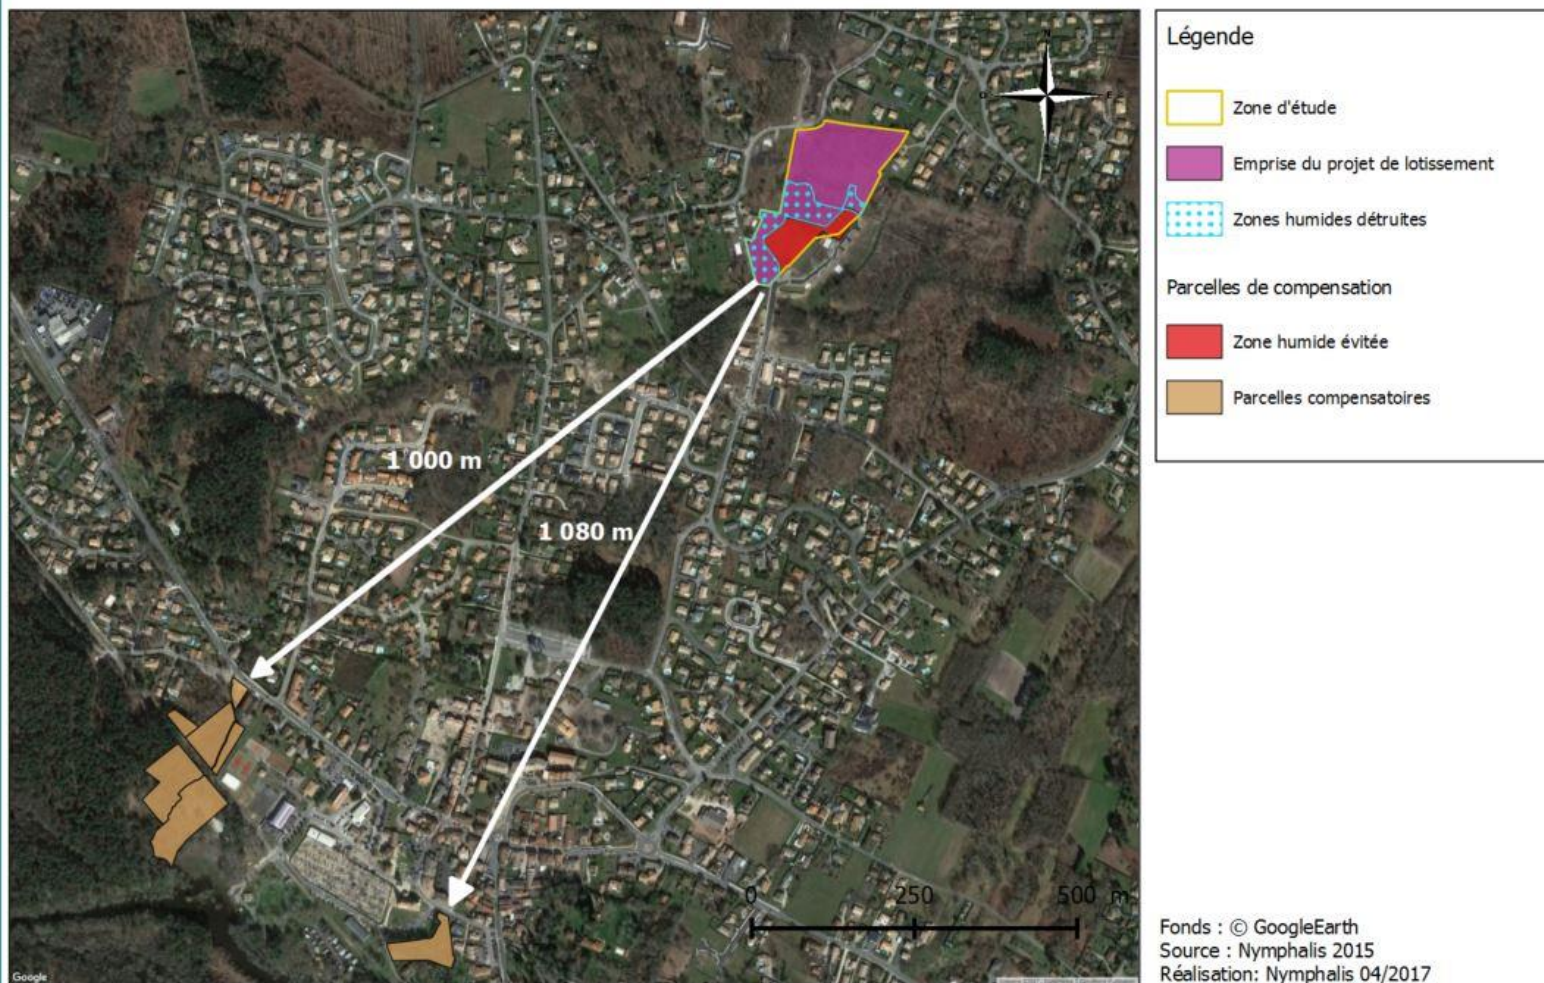 Légende
Zone d'étude
Emprise du projet de lotissement
Zones humides détruites
Parcelles de compensation
Zone humide évitée
Parcelles compensatoires
N
O
E
1 000 m
1 080 m
0 250 500 m
Google
Fonds : © GoogleEarth
Source : Nymphalis 2015
Réalisation: Nymphalis 04/2017